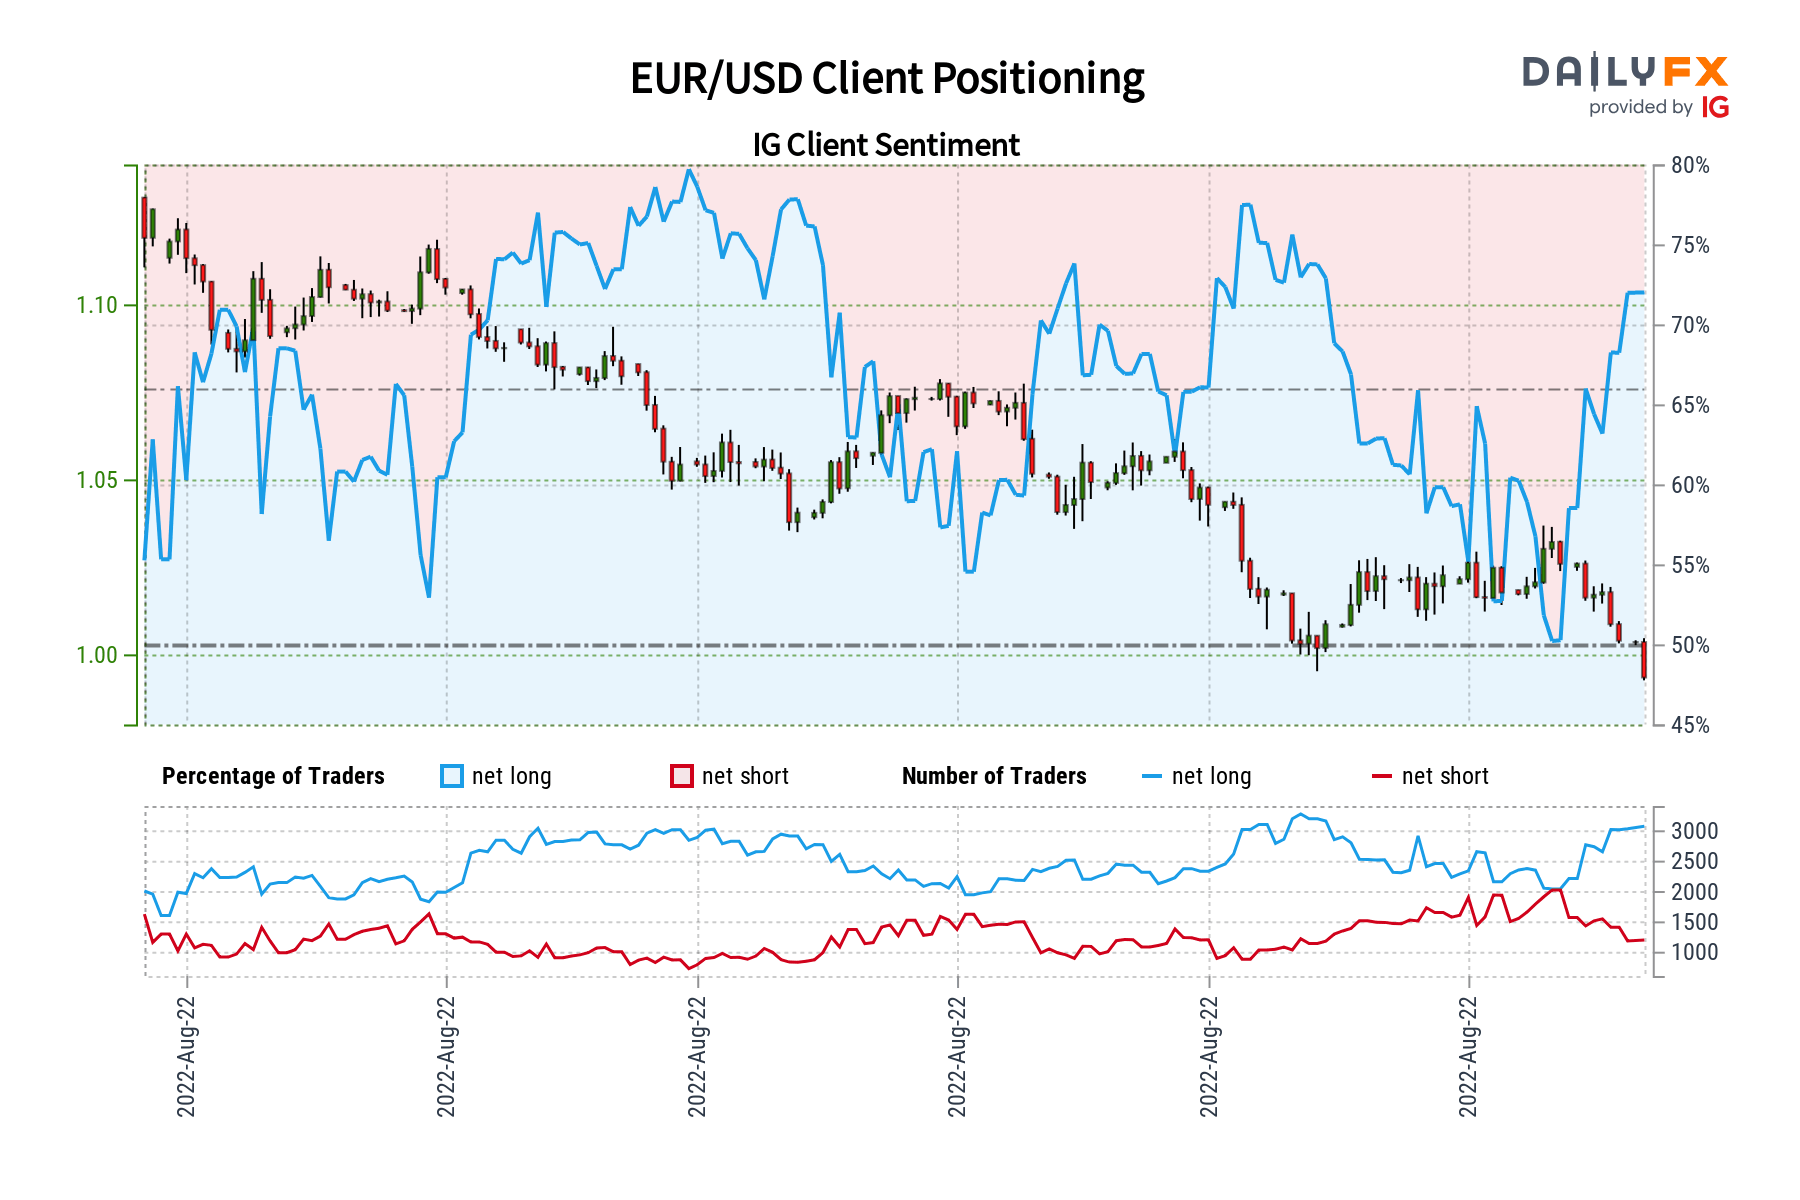 EUR/USD Client Positioning
DAILYFX
provided by IG
IG Client Sentiment
1.10
1.05
1.00
80%
75%
70%
65%
60%
55%
50%
45%
Percentage of Traders
net long
net short
Number of Traders
net long
net short
3000
2500
2000
1500
1000
2022-Aug-22
2022-Aug-22
2022-Aug-22
2022-Aug-22
2022-Aug-22
2022-Aug-22